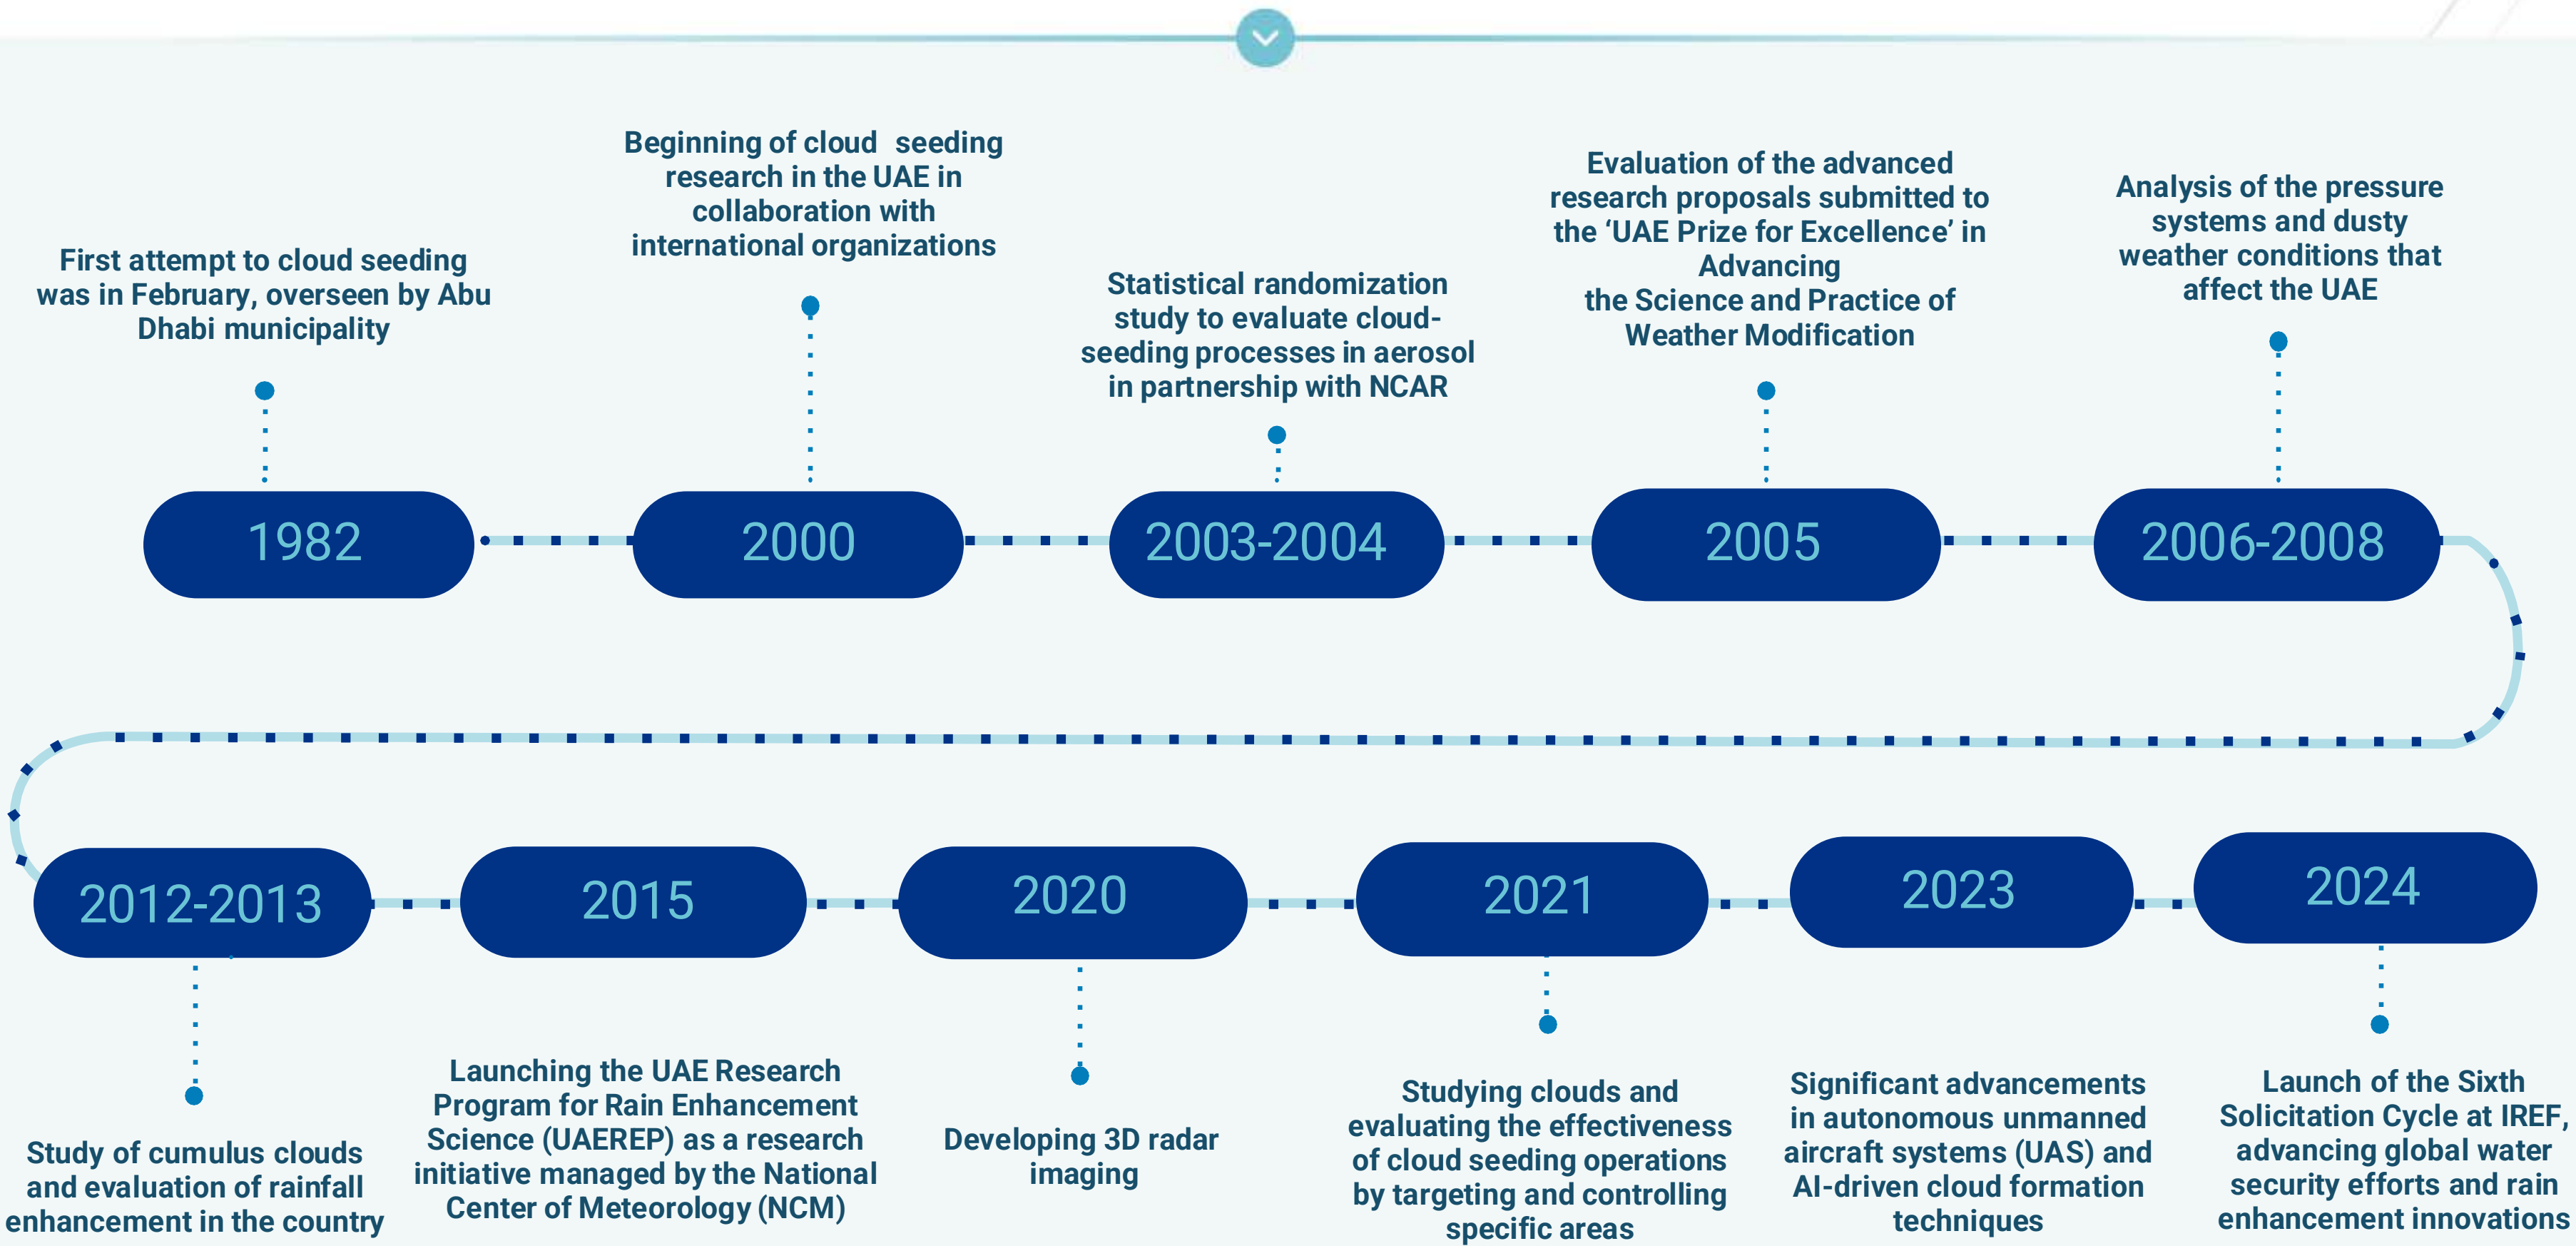 First attempt to cloud seeding
was in February, overseen by Abu
Dhabi municipality
1982
Beginning of cloud seeding
research in the UAE in
collaboration with
international organizations
2000
Statistical randomization
study to evaluate cloud-
seeding processes in aerosol
in partnership with NCAR
2003-2004
Evaluation of the advanced
research proposals submitted to
the ‘UAE Prize for Excellence’ in
Advancing
the Science and Practice of
Weather Modification
2005
Analysis of the pressure
systems and dusty
weather conditions that
affect the UAE
2006-2008
2012-2013
Study of cumulus clouds
and evaluation of rainfall
enhancement in the country
2015
Launching the UAE Research
Program for Rain Enhancement
Science (UAEREP) as a research
initiative managed by the National
Center of Meteorology (NCM)
2020
Developing 3D radar
imaging
2021
Studying clouds and
evaluating the effectiveness
of cloud seeding operations
by targeting and controlling
specific areas
2023
Significant advancements
in autonomous unmanned
aircraft systems (UAS) and
AI-driven cloud formation
techniques
2024
Launch of the Sixth
Solicitation Cycle at IREF,
advancing global water
security efforts and rain
enhancement innovations